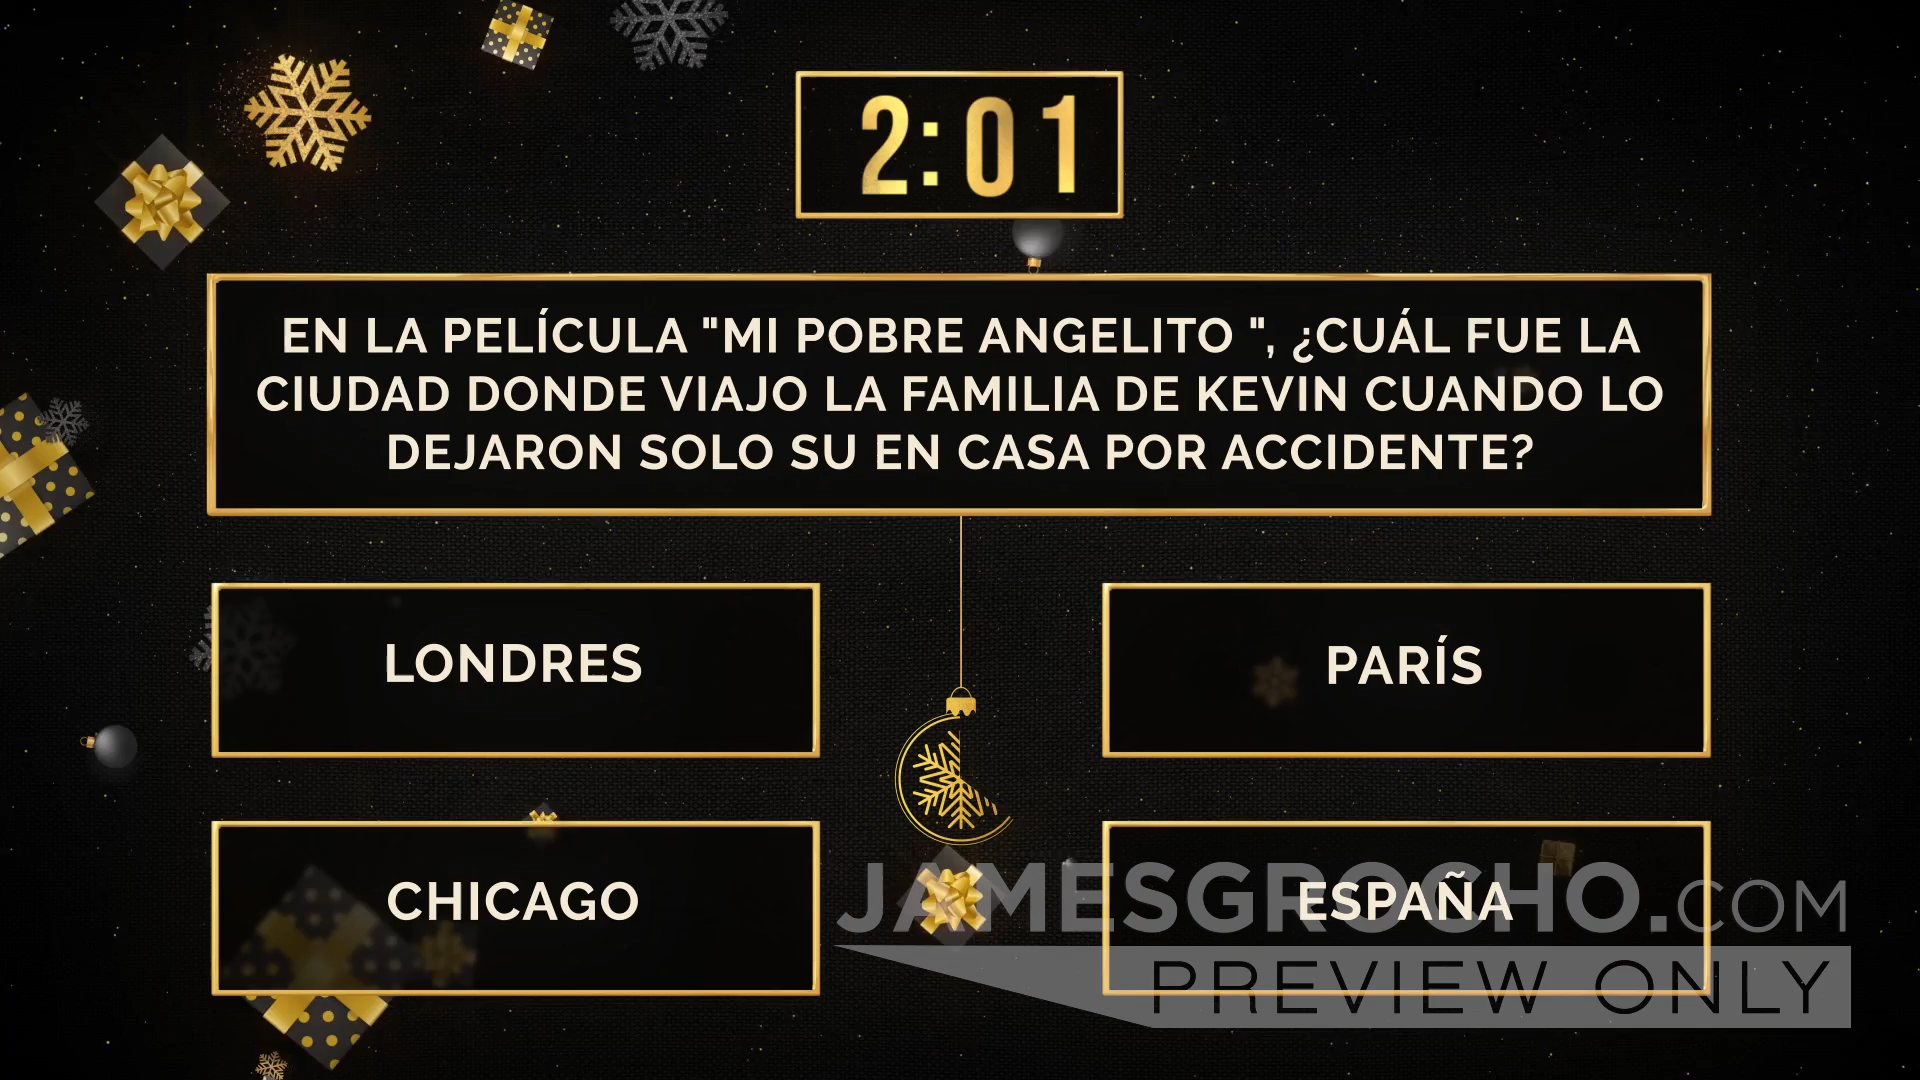 2:01
EN LA PELÍCULA "MI POBRE ANGELITO ", ¿CUÁL FUE LA
CIUDAD DONDE VIAJO LA FAMILIA DE KEVIN CUANDO LO
DEJARON SOLO SU EN CASA POR ACCIDENTE?
LONDRES
PARÍS
CHICAGO
ESPAÑA
JAMESGROCHO.COM
PREVIEW ONLY